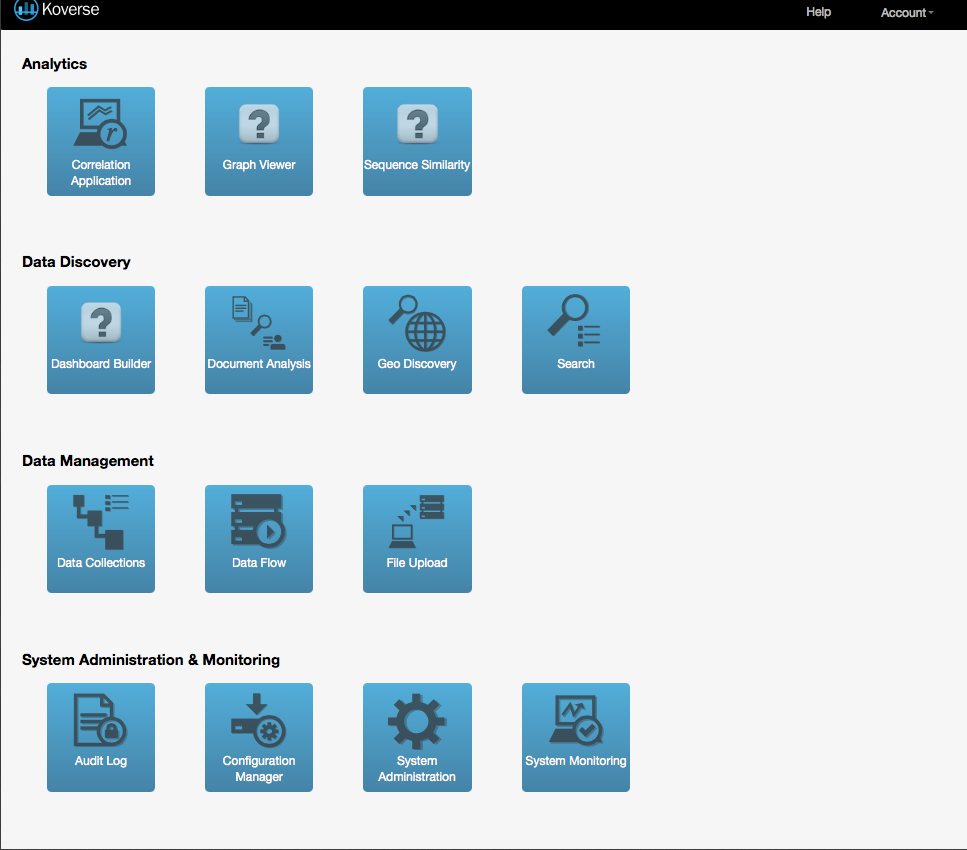 Koverse
Help
Account
Analytics
Correlation
Application
Graph Viewer
Sequence Similarity
Data Discovery
Dashboard Builder
Document Analysis
Geo Discovery
Search
Data Management
Data Collections
Data Flow
File Upload
System Administration & Monitoring
Audit Log
Configuration
Manager
System
Administration
System Monitoring